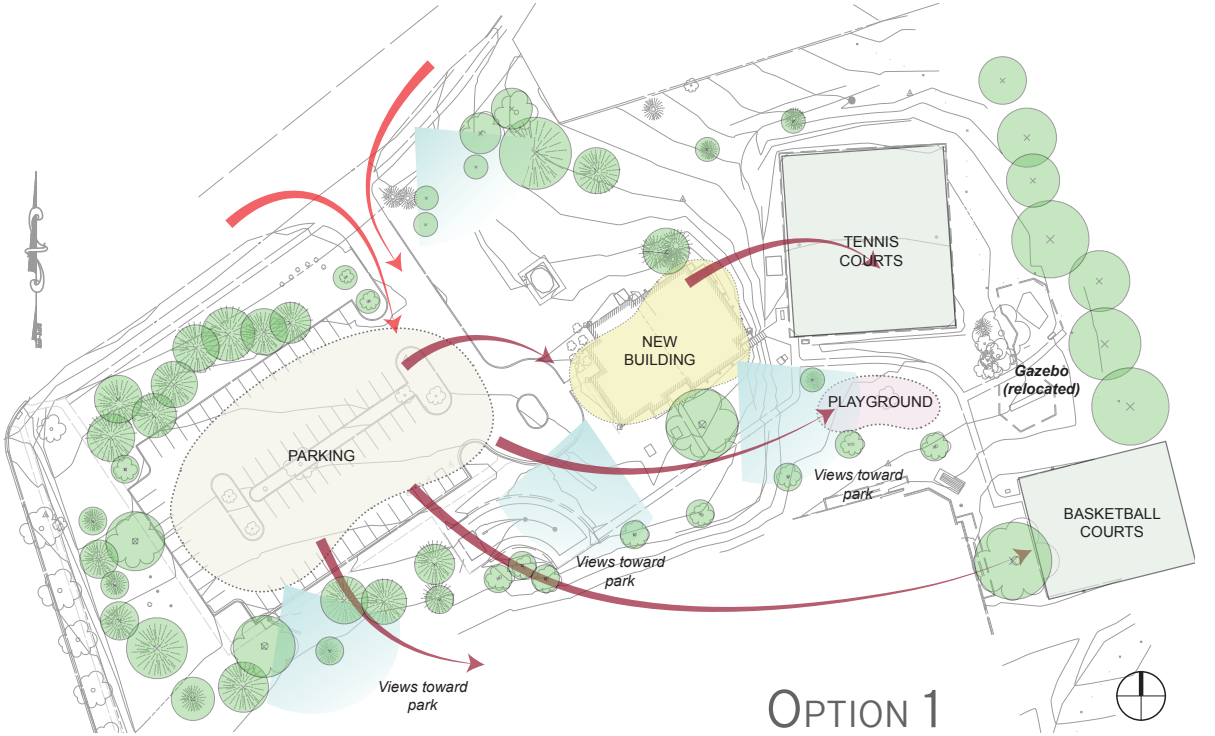 TENNIS
COURTS
NEW
BUILDING
Gazebo
(relocated)
PLAYGROUND
PARKING
Views toward
park
BASKETBALL
COURTS
Views toward
park
Views toward
park
OPTION 1